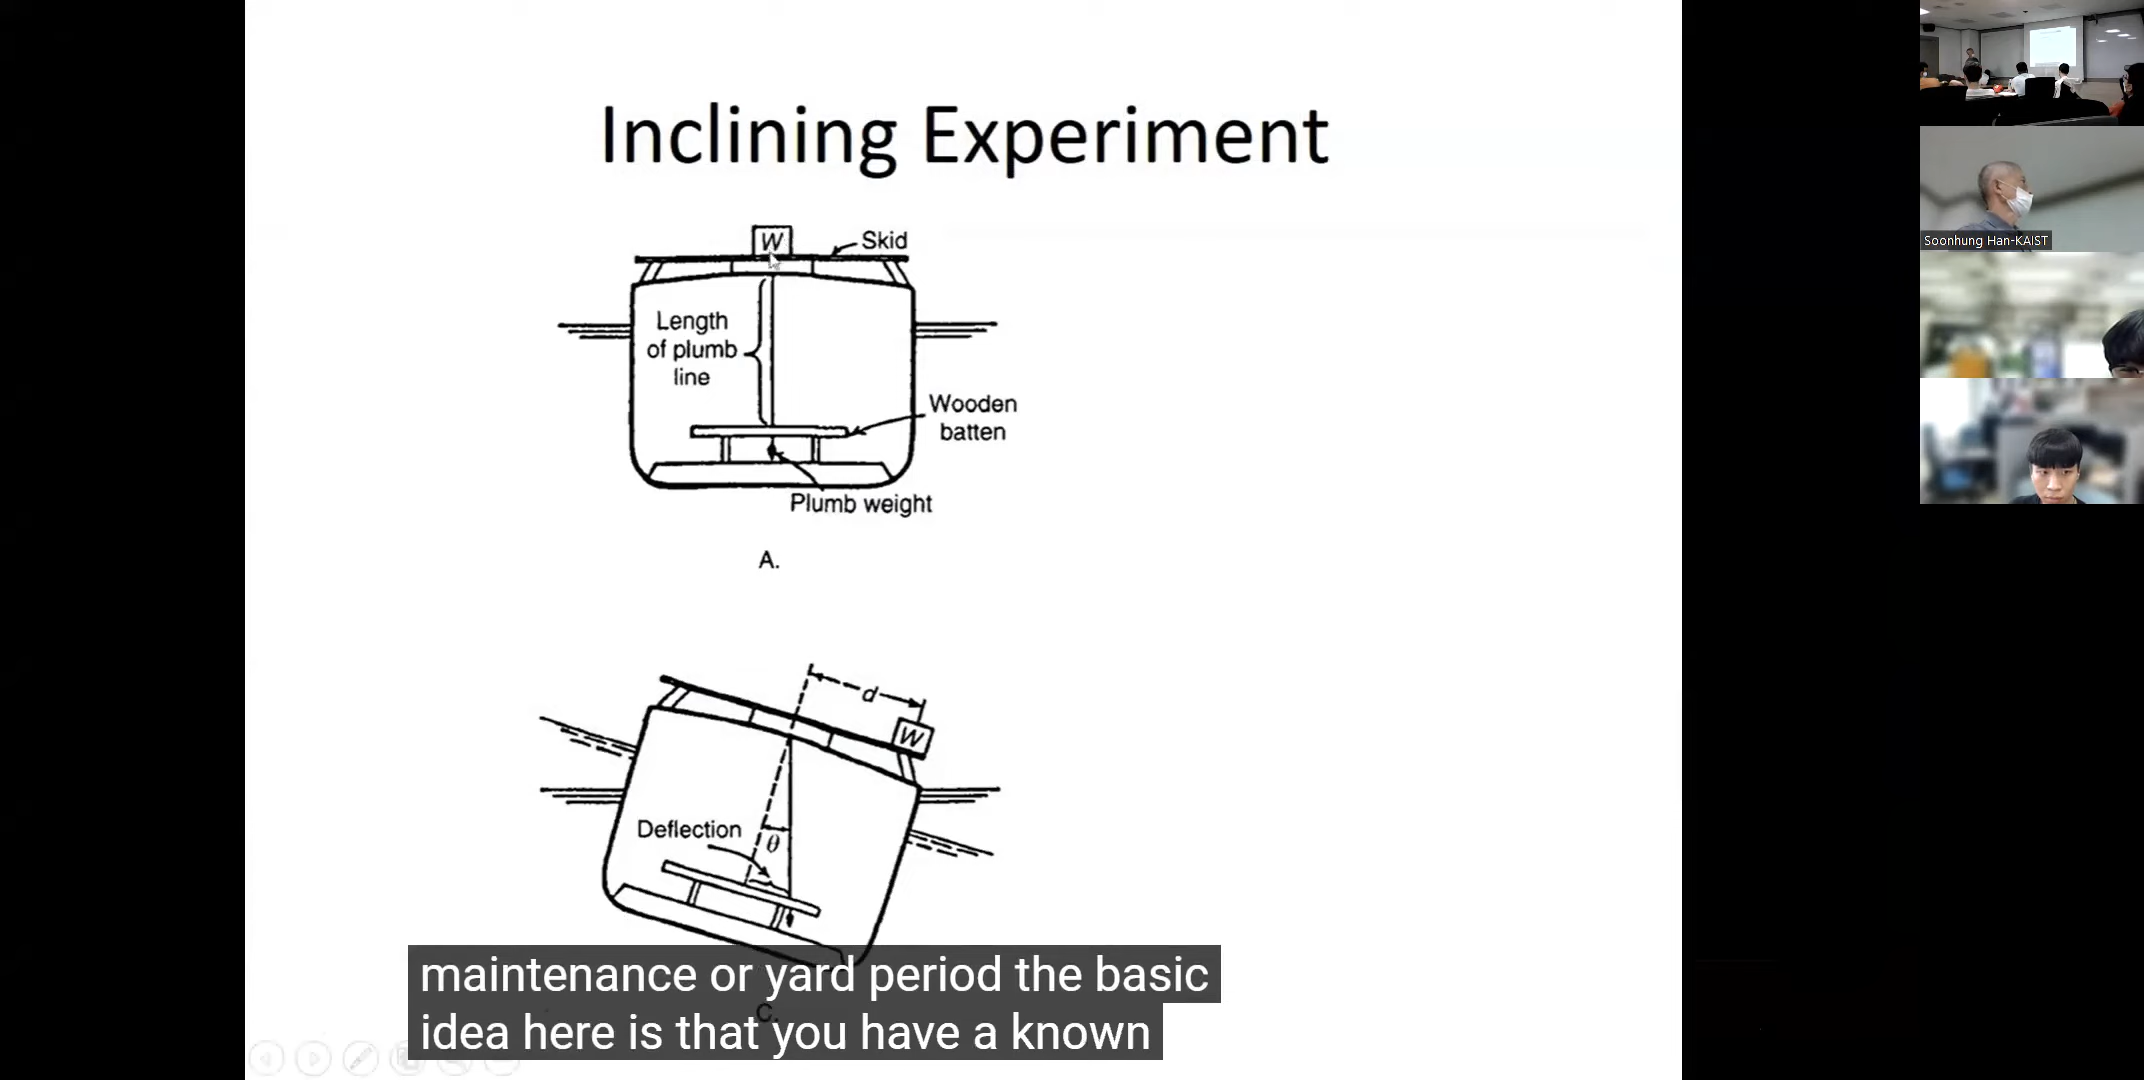 Inclining Experiment
W
Skid
Length
of plumb
line
Wooden
batten
Plumb weight
A.
d
W
Deflection
θ
C.
maintenance or yard period the basic
idea here is that you have a known
Soonhung Han-KAIST